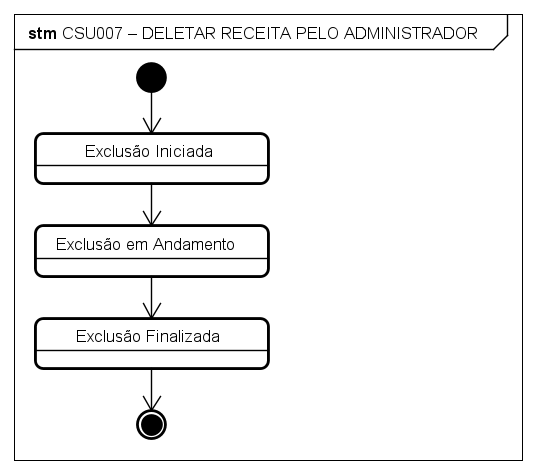 stm CSU007 – DELETAR RECEITA PELO ADMINISTRADOR
Exclusão Iniciada
Exclusão em Andamento
Exclusão Finalizada